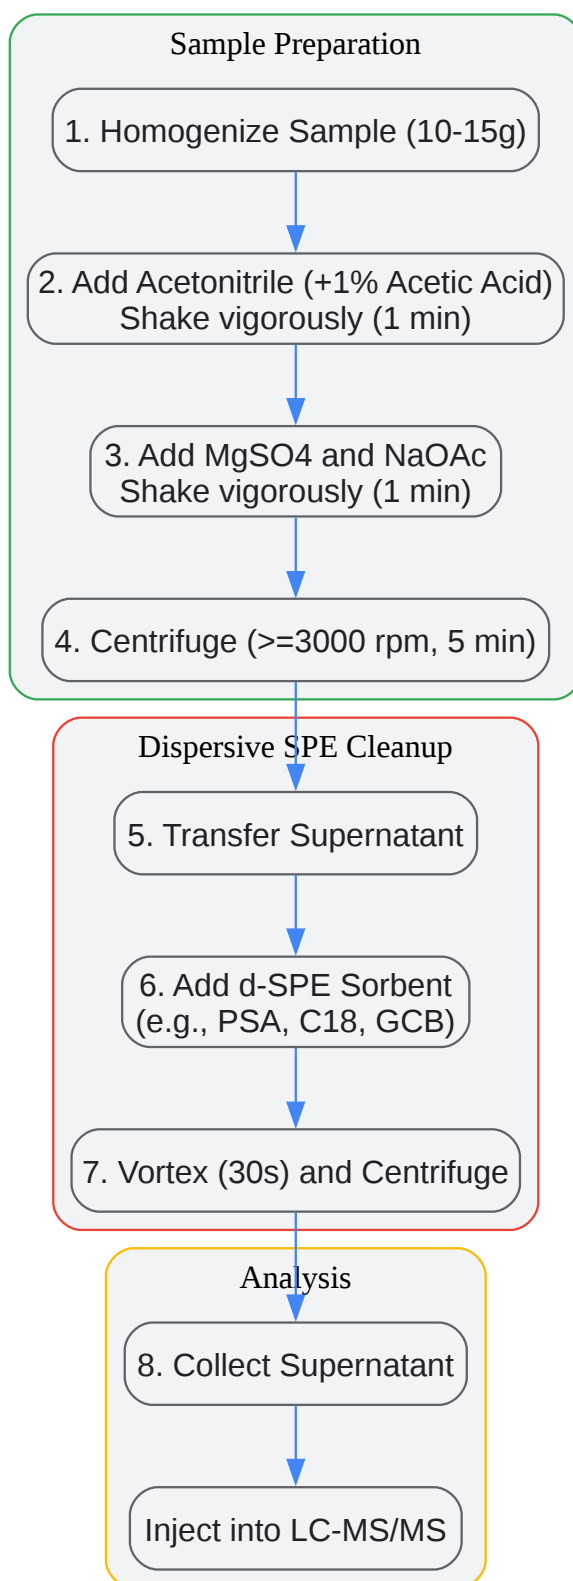 Sample Preparation
1. Homogenize Sample (10-15g)
2. Add Acetonitrile (+1% Acetic Acid)
Shake vigorously (1 min)
3. Add MgSO4 and NaOAc
Shake vigorously (1 min)
4. Centrifuge (>=3000 rpm, 5 min)
Dispersive SPE Cleanup
5. Transfer Supernatant
6. Add d-SPE Sorbent
(e.g., PSA, C18, GCB)
7. Vortex (30s) and Centrifuge
Analysis
8. Collect Supernatant
Inject into LC-MS/MS